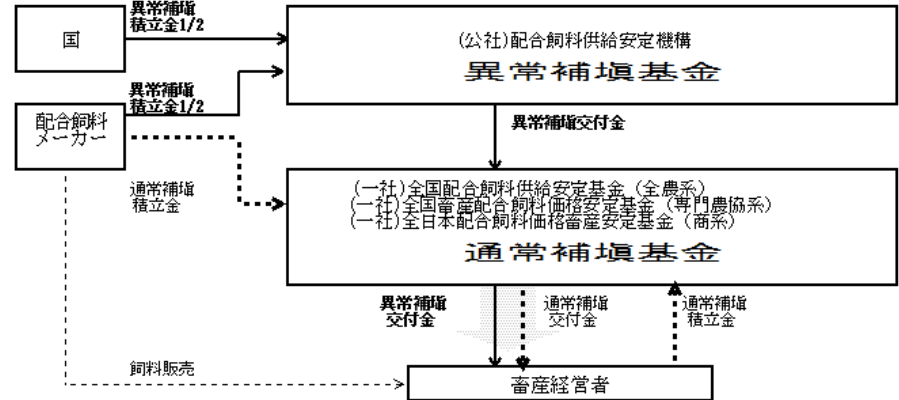 異常補塡
積立金1/2
国
(公社)配合飼料供給安定機構
異常補塡基金
異常補塡
積立金1/2
配合飼料
メーカー
異常補塡交付金
通常補塡
積立金
(一社)全国配合飼料供給安定基金（全農系）
(一社)全国畜産配合飼料価格安定基金（専門農協系）
(一社)全日本配合飼料価格畜産安定基金（商系）
通常補塡基金
異常補塡
交付金
通常補塡
交付金
通常補塡
積立金
飼料販売
畜産経営者